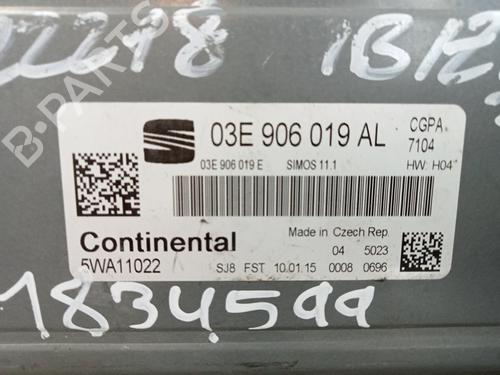 03E 906 019 AL
CGPA
7104
03E 906 019 E SIMOS 11.1 HW: H04
Continental
5WA11022
Made in Czech Rep.
04 5023
SJ8 FST 10.01.15 0008 0696
1834599
B-PARTS